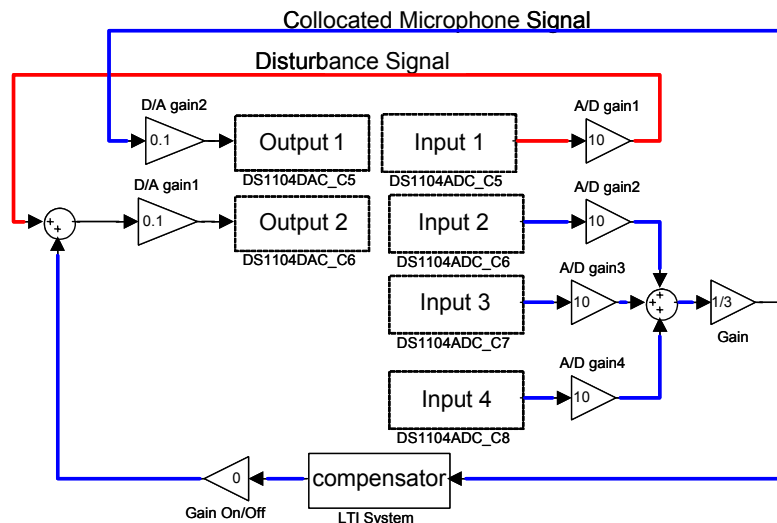 Collocated Microphone Signal
Disturbance Signal
D/A gain2
0.1
Output 1
DS1104DAC_C5
Input 1
DS1104ADC_C5
A/D gain1
10
D/A gain1
0.1
Output 2
DS1104DAC_C6
Input 2
DS1104ADC_C6
A/D gain2
10
Input 3
DS1104ADC_C7
A/D gain3
10
1/3
Gain
Input 4
DS1104ADC_C8
A/D gain4
10
0
Gain On/Off
compensator
LTI System